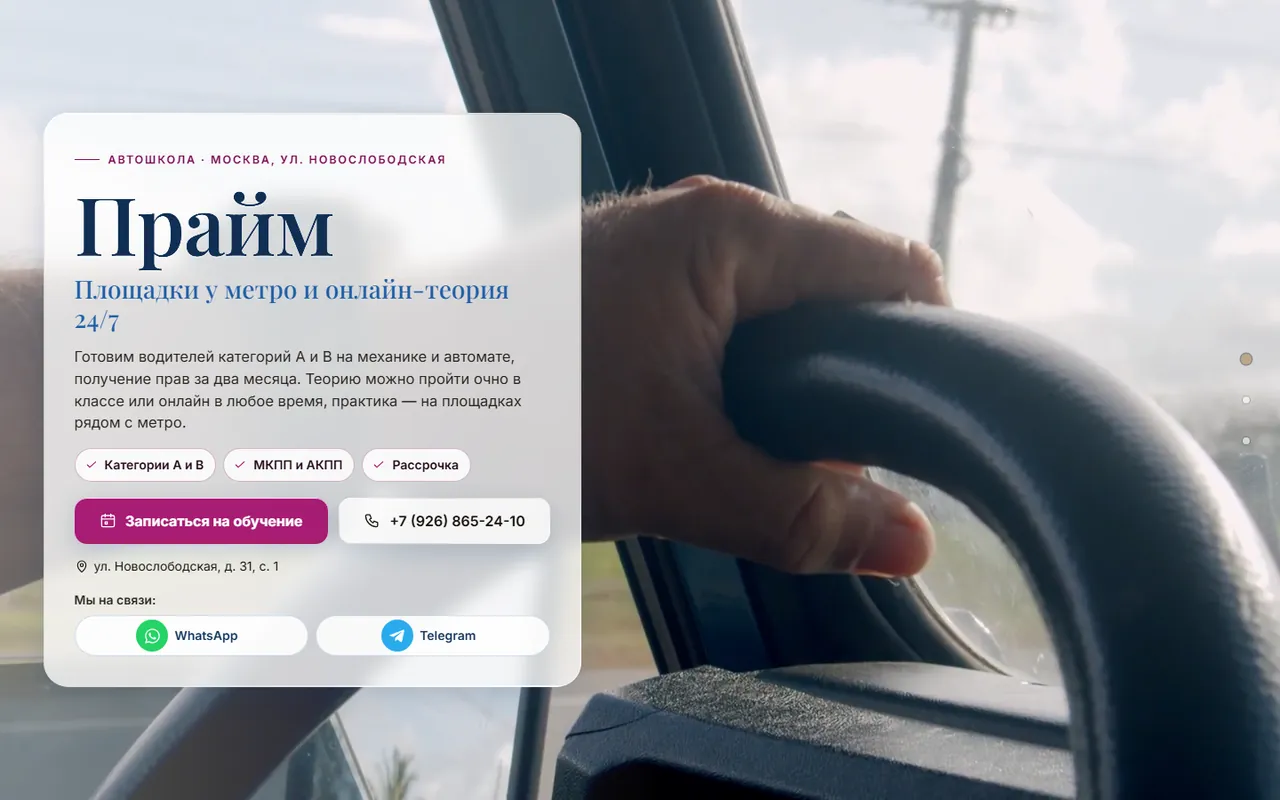 АВТОШКОЛА · МОСКВА, УЛ. НОВОСЛОБОДСКАЯ
Прайм
Площадки у метро и онлайн-теория
24/7
Готовим водителей категорий А и В на механике и автомате,
получение прав за два месяца. Теорию можно пройти очно в
классе или онлайн в любое время, практика — на площадках
рядом с метро.
Категории А и В
МКПП и АКПП
Рассрочка
Записаться на обучение
+7 (926) 865-24-10
ул. Новослободская, д. 31, с. 1
Мы на связи:
WhatsApp
Telegram